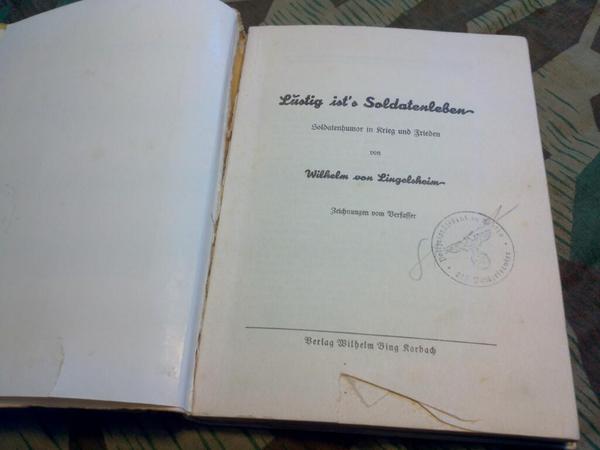 Lustig ist's Soldatenleben
Soldatenhumor in Krieg und Frieden
von
Wilhelm von Lingelsheim
Zeichnungen vom Verfasser
Verlag Wilhelm Bing Korbach